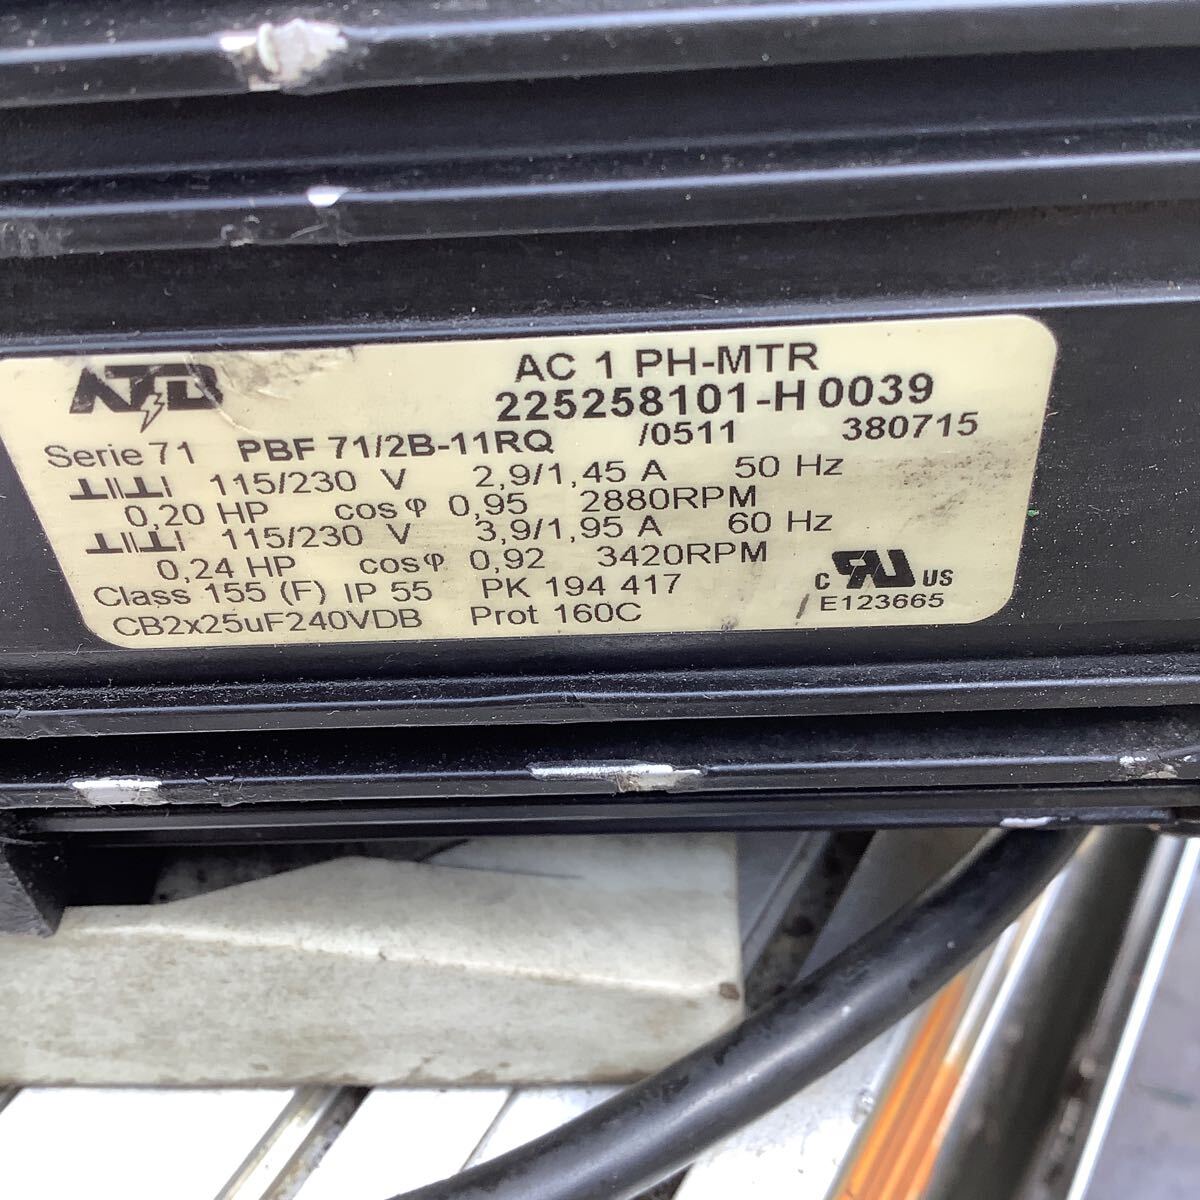 ATB AC 1 PH-MTR
225258101-H 0039
Serie 71 PBF 71/2B-11RQ /0511 380715
115/230 V 2,9/1,45 A 50 Hz
0,20 HP cosφ 0,95 2880RPM
115/230 V 3,9/1,95 A 60 Hz
0,24 HP cosφ 0,92 3420RPM
Class 155 (F) IP 55 PK 194 417
CB2x25uF240VDB Prot 160C
C RU US
E123665